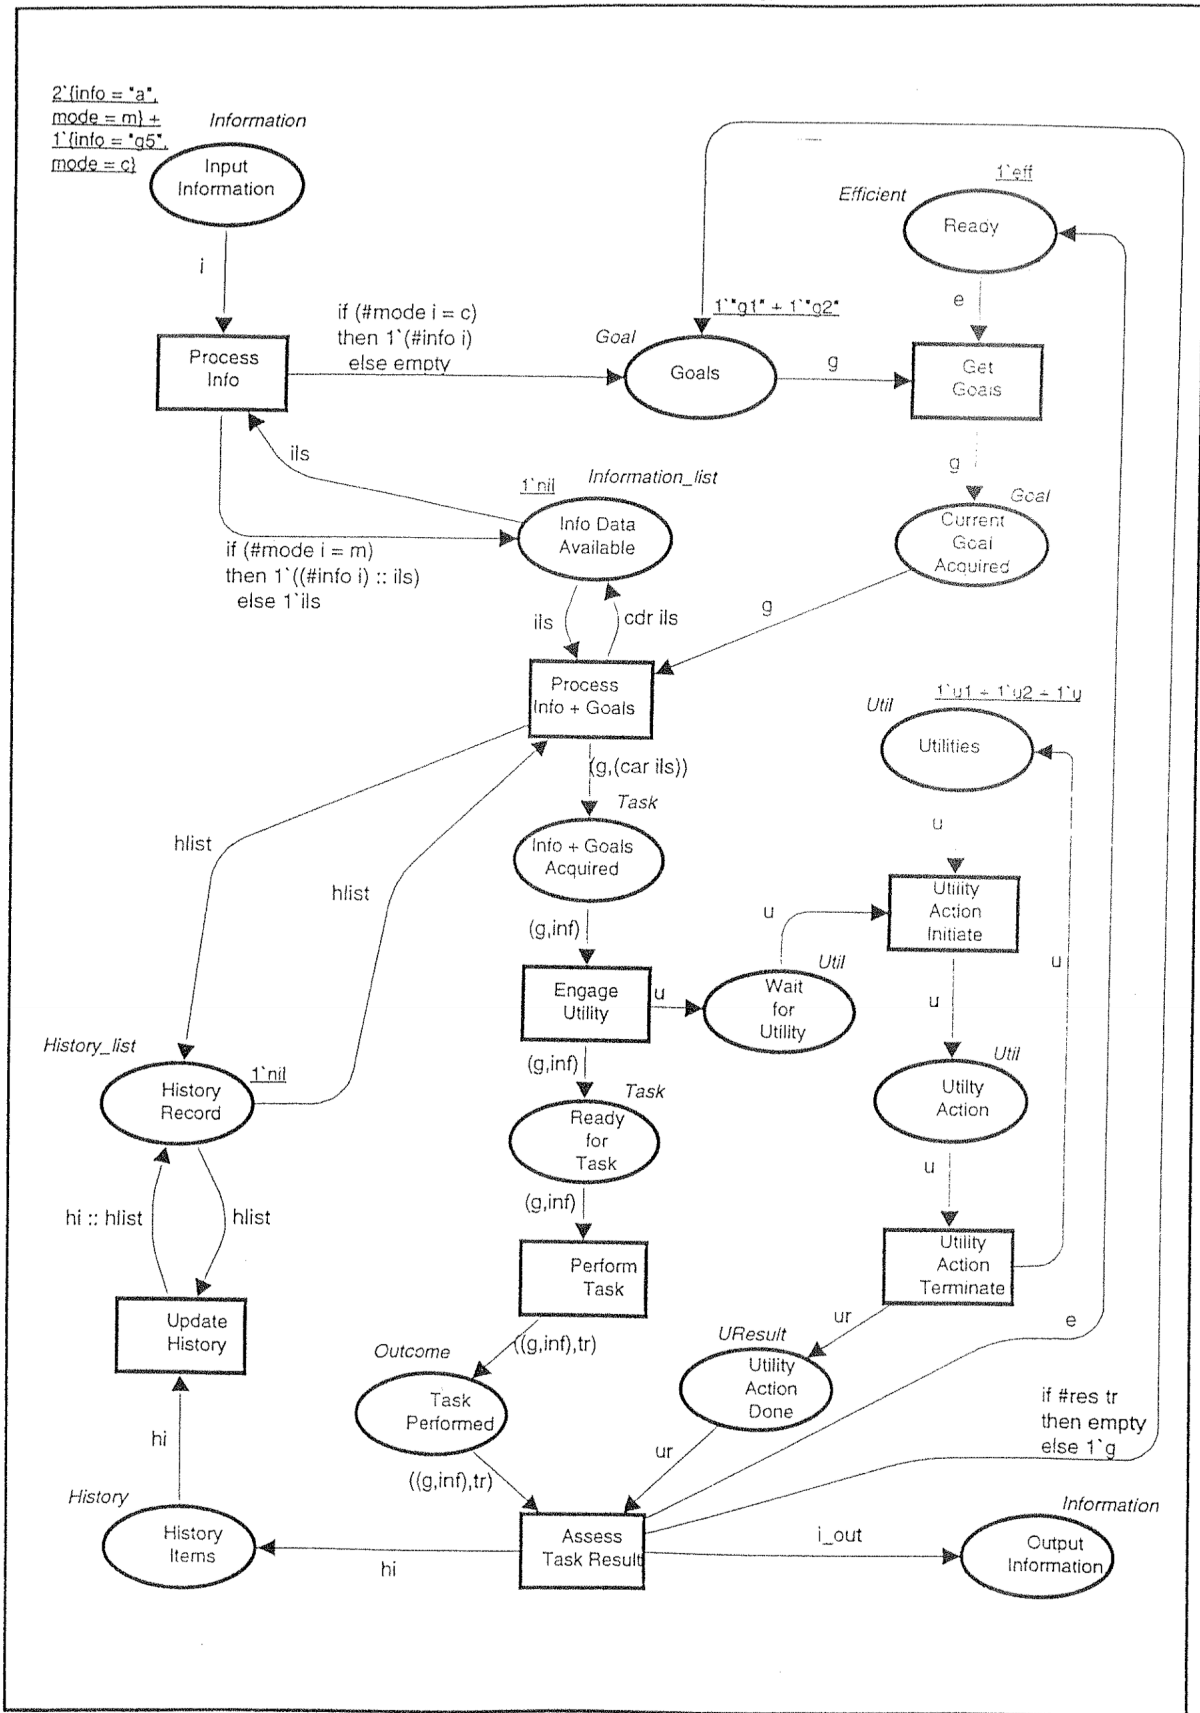 2`{info = "a",
mode = m} +
1`{info = "g5",
mode = c}
Information
Input
Information
i
Process
Info
if (#mode i = c)
then 1`(#info i)
else empty
1`"g1" + 1`"g2"
Goal
Goals
g
1`eff
Efficient
Ready
e
Get
Goals
g
Goal
Current
Goal
Acquired
g
ils
1`nil
Information_list
Info Data
Available
if (#mode i = m)
then 1`((#info i) :: ils)
else 1`ils
ils
cdr ils
Process
Info + Goals
(g,(car ils))
Task
Info + Goals
Acquired
(g,inf)
Engage
Utility
u
Util
Wait
for
Utility
u
1`u1 + 1`u2 + 1`u
Util
Utilities
u
Utility
Action
Initiate
u
u
Util
Utilty
Action
u
Utility
Action
Terminate
ur
UResult
Utility
Action
Done
ur
hlist
hlist
History_list
1`nil
History
Record
hi :: hlist
hlist
Update
History
hi
History
History
Items
hi
(g,inf)
Task
Ready
for
Task
(g,inf)
Perform
Task
((g,inf),tr)
Outcome
Task
Performed
((g,inf),tr)
Assess
Task Result
e
if #res tr
then empty
else 1`g
i_out
Information
Output
Information